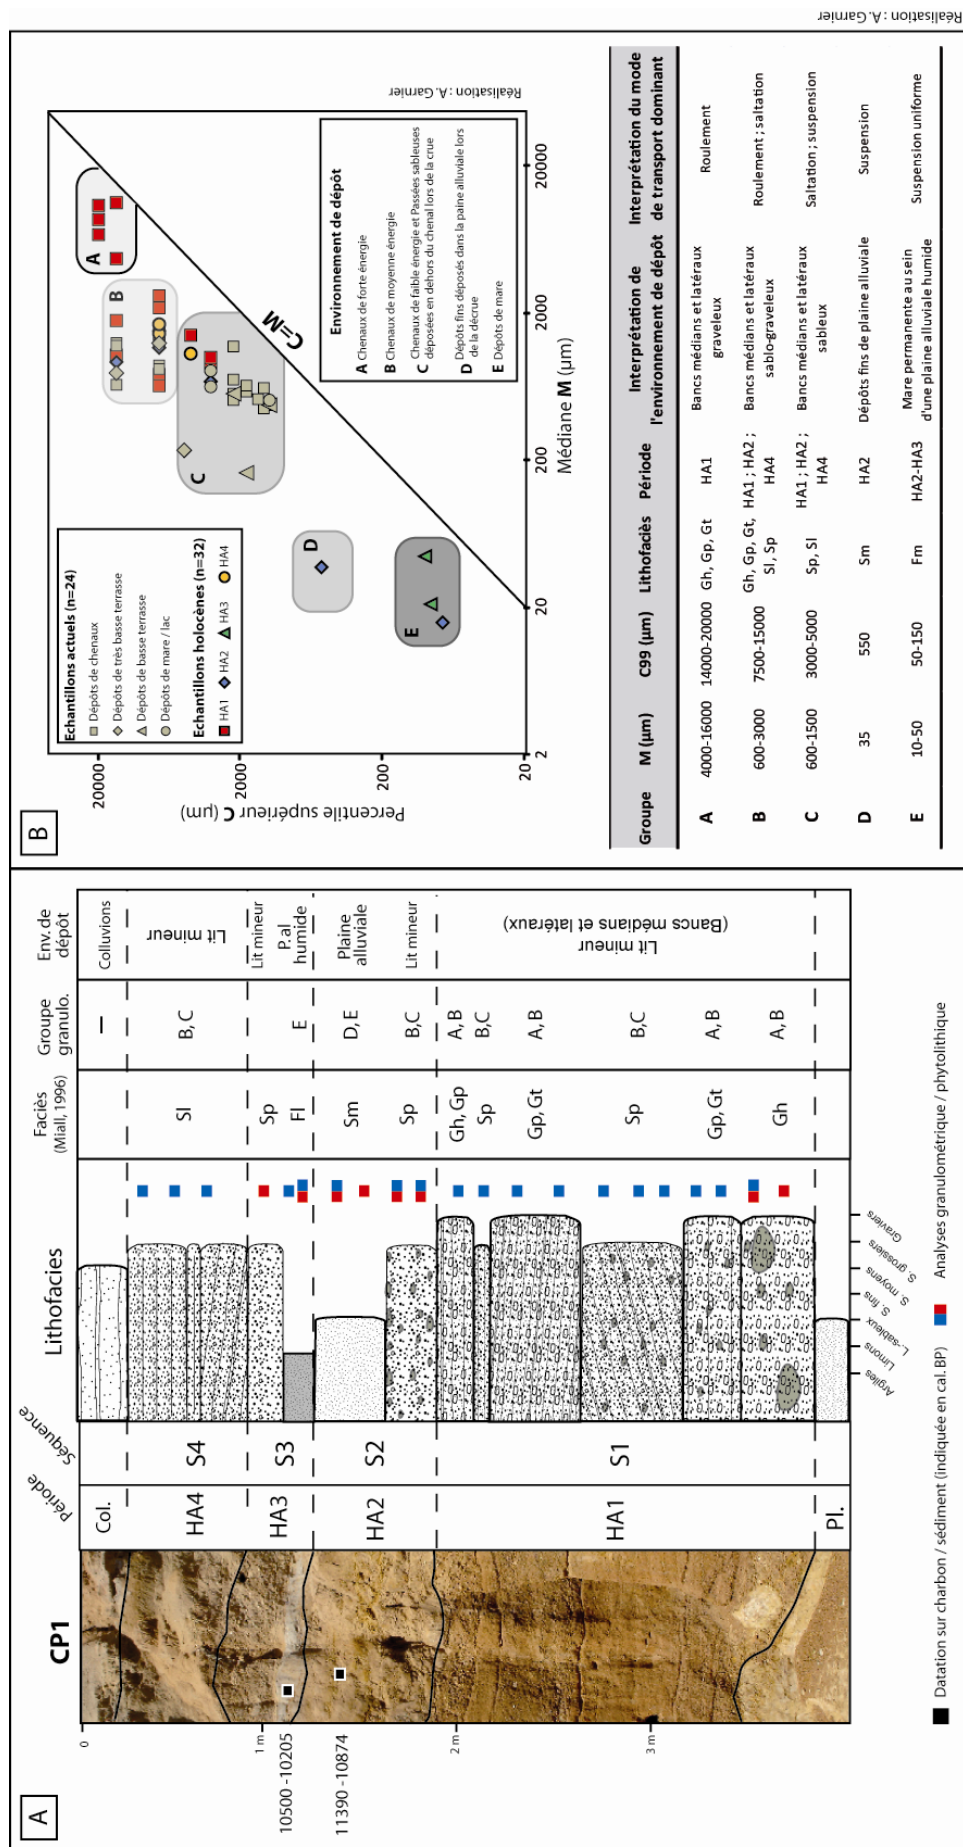 A
CP1
Période
Séquence
Lithofacies
Faciès
(Miall, 1996)
Groupe
granulo.
Env. de
dépôt
0
1 m
2 m
3 m
10500 -10205
11390 -10874
Col.
HA4
HA3
HA2
HA1
Pl.
S4
S3
S2
S1
Argiles
Limons
L.-sableux
S. fins
S. moyens
S. grossiers
Graviers
Sl
Sp
Fl
Sm
Sp
Gh, Gp
Sp
Gp, Gt
Sp
Gp, Gt
Gh
—
B, C
E
D, E
B,C
A, B
B,C
A, B
B,C
A, B
A, B
Colluvions
Lit mineur
Lit mineur
P. al
humide
Plaine
alluviale
Lit mineur
Lit mineur
(Bancs médians et latéraux)
Datation sur charbon / sédiment (indiquée en cal.BP)
Analyses granulométrique / phytolithique
B
Percentile supérieur C (µm)
20000
2000
200
20
2
20
200
2000
20000
Médiane M (µm)
Echantillons actuels (n=24)
Dépôts de chenaux
Dépôts de très basse terrasse
Dépôts de basse terrasse
Dépôts de mare / lac
Echantillons holocènes (n=32)
HA1 HA2 HA3 HA4
A
B
C
D
E
C=M
Environnement de dépôt
A Chenaux de forte énergie
B Chenaux de moyenne énergie
C Chenaux de faible énergie et Passées sableuses
déposées en dehors du chenal lors de la crue
D Dépôts fins déposés dans la paine alluviale lors
de la décrue
E Dépôts de mare
Réalisation : A. Garnier
Groupe M (µm) C99 (µm) Lithofaciès Période Interprétation de l'environnement de dépôt Interprétation du mode de transport dominant
A 4000-16000 14000-20000 Gh, Gp, Gt HA1 Bancs médians et latéraux graveleux Roulement
B 600-3000 7500-15000 Gh, Gp, Gt, Sl, Sp HA1 ; HA2 ; HA4 Bancs médians et latéraux sablo-graveleux Roulement ; saltation
C 600-1500 3000-5000 Sp, Sl HA1 ; HA2 ; HA4 Bancs médians et latéraux sableux Saltation ; suspension
D 35 550 Sm HA2 Dépôts fins de plaine alluviale Suspension
E 10-50 50-150 Fm HA2-HA3 Mare permanente au sein d'une plaine alluviale humide Suspension uniforme
Réalisation : A. Garnier